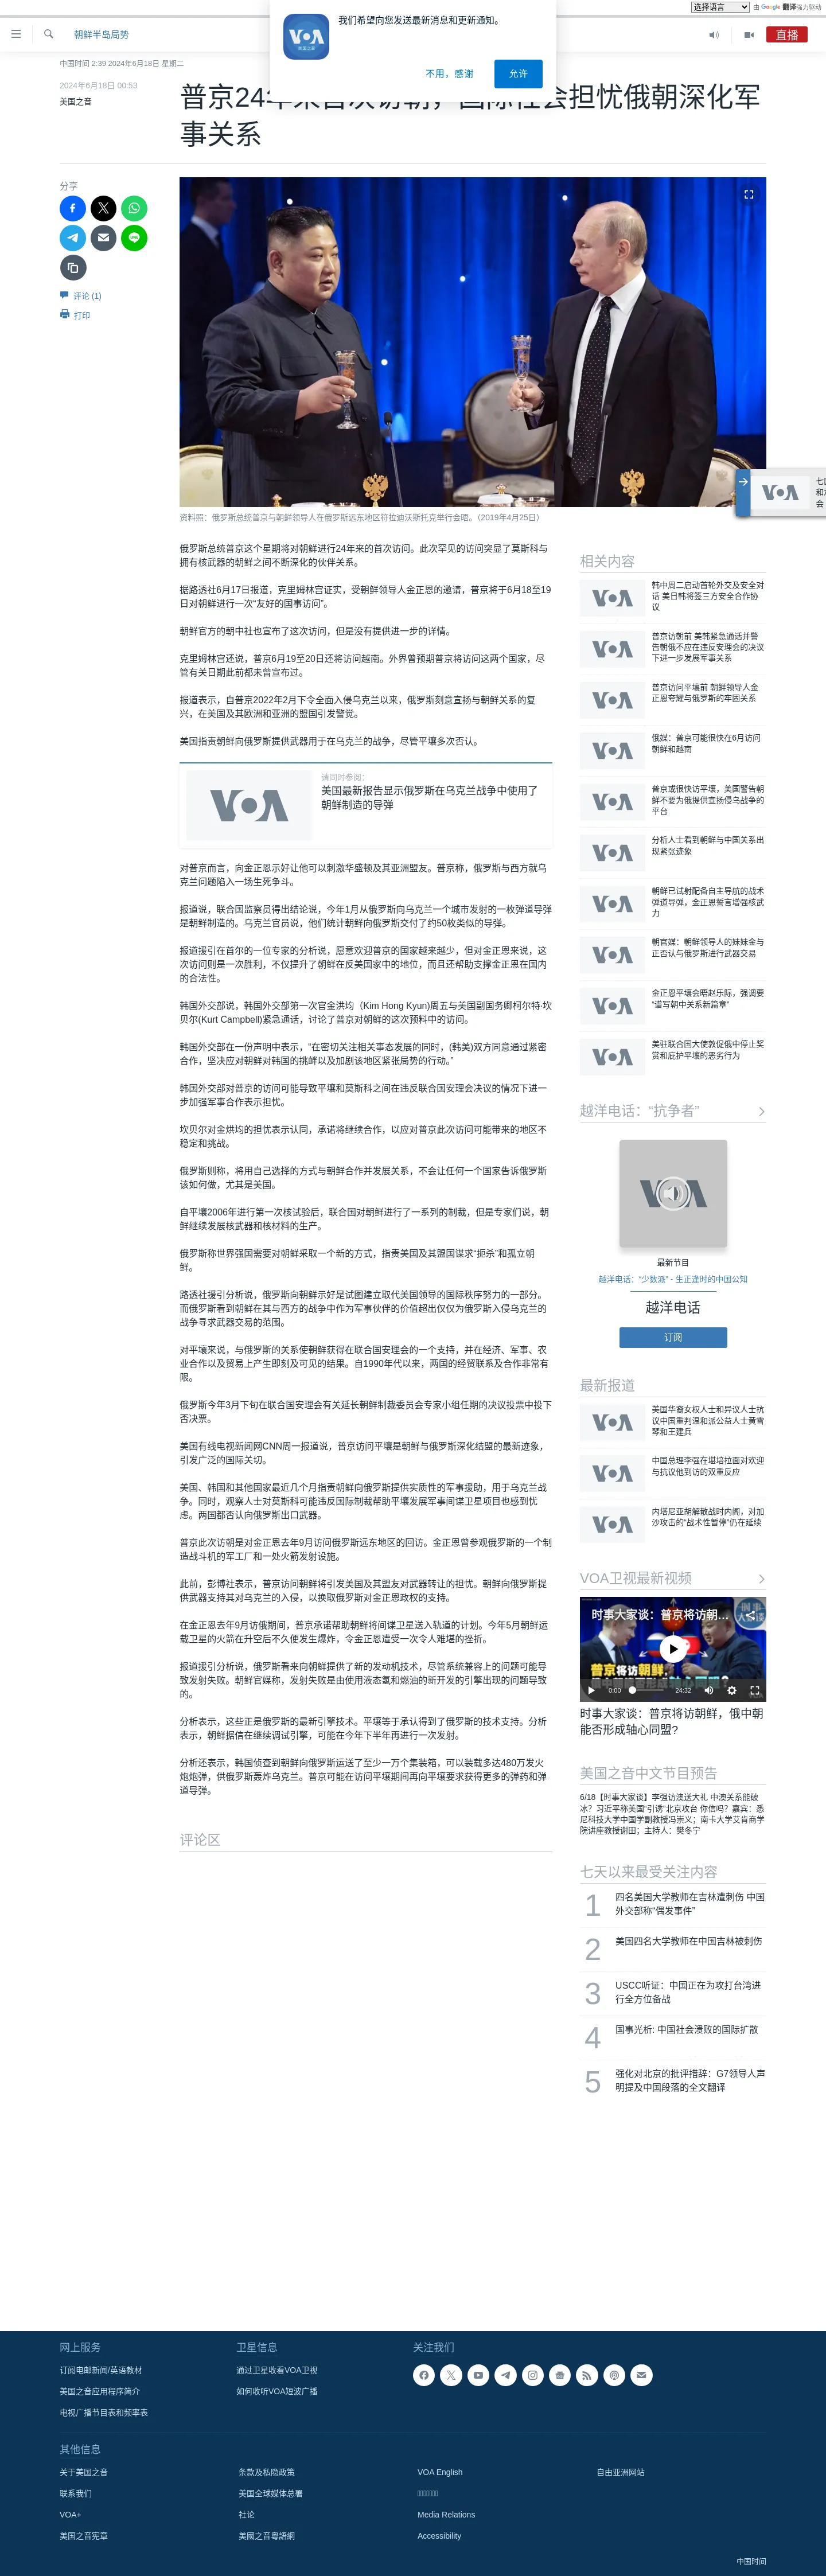 选择语言 由 Google 翻译强力驱动
朝鲜半岛局势
直播
VOA
美国之音
我们希望向您发送最新消息和更新通知。
不用，感谢
允许
中国时间 2:39 2024年6月18日 星期二
2024年6月18日 00:53
美国之音
普京24年来首次访朝，国际社会担忧俄朝深化军
事关系
分享
评论 (1)
打印
资料照：俄罗斯总统普京与朝鲜领导人在俄罗斯远东地区符拉迪沃斯托克举行会晤。（2019年4月25日）
俄罗斯总统普京这个星期将对朝鲜进行24年来的首次访问。此次罕见的访问突显了莫斯科与
拥有核武器的朝鲜之间不断深化的伙伴关系。
据路透社6月17日报道，克里姆林宫证实，受朝鲜领导人金正恩的邀请，普京将于6月18至19
日对朝鲜进行一次“友好的国事访问”。
朝鲜官方的朝中社也宣布了这次访问，但是没有提供进一步的详情。
克里姆林宫还说，普京6月19至20日还将访问越南。外界曾预期普京将访问这两个国家，尽
管有关日期此前都未曾宣布过。
报道表示，自普京2022年2月下令全面入侵乌克兰以来，俄罗斯刻意宣扬与朝鲜关系的复
兴，在美国及其欧洲和亚洲的盟国引发警觉。
美国指责朝鲜向俄罗斯提供武器用于在乌克兰的战争，尽管平壤多次否认。
VOA
请同时参阅：
美国最新报告显示俄罗斯在乌克兰战争中使用了
朝鲜制造的导弹
对普京而言，向金正恩示好让他可以刺激华盛顿及其亚洲盟友。普京称，俄罗斯与西方就乌
克兰问题陷入一场生死争斗。
报道说，联合国监察员得出结论说，今年1月从俄罗斯向乌克兰一个城市发射的一枚弹道导弹
是朝鲜制造的。乌克兰官员说，他们统计朝鲜向俄罗斯交付了约50枚类似的导弹。
报道援引在首尔的一位专家的分析说，愿意欢迎普京的国家越来越少，但对金正恩来说，这
次访问则是一次胜利，不仅提升了朝鲜在反美国家中的地位，而且还帮助支撑金正恩在国内
的合法性。
韩国外交部说，韩国外交部第一次官金洪均（Kim Hong Kyun)周五与美国副国务卿柯尔特·坎
贝尔(Kurt Campbell)紧急通话，讨论了普京对朝鲜的这次预料中的访问。
韩国外交部在一份声明中表示，“在密切关注相关事态发展的同时，(韩美)双方同意通过紧密
合作，坚决应对朝鲜对韩国的挑衅以及加剧该地区紧张局势的行动。”
韩国外交部对普京的访问可能导致平壤和莫斯科之间在违反联合国安理会决议的情况下进一
步加强军事合作表示担忧。
坎贝尔对金烘均的担忧表示认同，承诺将继续合作，以应对普京此次访问可能带来的地区不
稳定和挑战。
俄罗斯则称，将用自己选择的方式与朝鲜合作并发展关系，不会让任何一个国家告诉俄罗斯
该如何做，尤其是美国。
自平壤2006年进行第一次核试验后，联合国对朝鲜进行了一系列的制裁，但是专家们说，朝
鲜继续发展核武器和核材料的生产。
俄罗斯称世界强国需要对朝鲜采取一个新的方式，指责美国及其盟国谋求“扼杀”和孤立朝
鲜。
路透社援引分析说，俄罗斯向朝鲜示好是试图建立取代美国领导的国际秩序努力的一部分。
而俄罗斯看到朝鲜在其与西方的战争中作为军事伙伴的价值超出仅仅为俄罗斯入侵乌克兰的
战争寻求武器交易的范围。
对平壤来说，与俄罗斯的关系使朝鲜获得在联合国安理会的一个支持，并在经济、军事、农
业合作以及贸易上产生即刻及可见的结果。自1990年代以来，两国的经贸联系及合作非常有
限。
俄罗斯今年3月下旬在联合国安理会有关延长朝鲜制裁委员会专家小组任期的决议投票中投下
否决票。
美国有线电视新闻网CNN周一报道说，普京访问平壤是朝鲜与俄罗斯深化结盟的最新迹象，
引发广泛的国际关切。
美国、韩国和其他国家最近几个月指责朝鲜向俄罗斯提供实质性的军事援助，用于乌克兰战
争。同时，观察人士对莫斯科可能违反国际制裁帮助平壤发展军事间谍卫星项目也感到忧
虑。两国都否认向俄罗斯出口武器。
普京此次访朝是对金正恩去年9月访问俄罗斯远东地区的回访。金正恩曾参观俄罗斯的一个制
造战斗机的军工厂和一处火箭发射设施。
此前，彭博社表示，普京访问朝鲜将引发美国及其盟友对武器转让的担忧。朝鲜向俄罗斯提
供武器支持其对乌克兰的入侵，以换取俄罗斯对金正恩政权的支持。
在金正恩去年9月访俄期间，普京承诺帮助朝鲜将间谍卫星送入轨道的计划。今年5月朝鲜运
载卫星的火箭在升空后不久便发生爆炸，令金正恩遭受一次令人难堪的挫折。
报道援引分析说，俄罗斯看来向朝鲜提供了新的发动机技术，尽管系统兼容上的问题可能导
致发射失败。朝鲜官媒称，发射失败是由使用液态氢和燃油的新开发的引擎出现的问题导致
的。
分析表示，这些正是俄罗斯的最新引擎技术。平壤等于承认得到了俄罗斯的技术支持。分析
表示，朝鲜据信在继续调试引擎，可能在今年下半年再进行一次发射。
分析还表示，韩国侦查到朝鲜向俄罗斯运送了至少一万个集装箱，可以装载多达480万发火
炮炮弹，供俄罗斯轰炸乌克兰。普京可能在访问平壤期间再向平壤要求获得更多的弹药和弹
道导弹。
评论区
VOA
七国
和志
会
相关内容
VOA
韩中周二启动首轮外交及安全对
话 美日韩将签三方安全合作协
议
VOA
普京访朝前 美韩紧急通话并警
告朝俄不应在违反安理会的决议
下进一步发展军事关系
VOA
普京访问平壤前 朝鲜领导人金
正恩夸耀与俄罗斯的牢固关系
VOA
俄媒：普京可能很快在6月访问
朝鲜和越南
VOA
普京或很快访平壤，美国警告朝
鲜不要为俄提供宣扬侵乌战争的
平台
VOA
分析人士看到朝鲜与中国关系出
现紧张迹象
VOA
朝鲜已试射配备自主导航的战术
弹道导弹，金正恩誓言增强核武
力
VOA
朝官媒：朝鲜领导人的妹妹金与
正否认与俄罗斯进行武器交易
VOA
金正恩平壤会晤赵乐际，强调要
“谱写朝中关系新篇章”
VOA
美驻联合国大使敦促俄中停止奖
赏和庇护平壤的恶劣行为
越洋电话：“抗争者”
VOA
最新节目
越洋电话：“少数派” - 生正逢时的中国公知
越洋电话
订阅
最新报道
VOA
美国华裔女权人士和异议人士抗
议中国重判温和派公益人士黄雪
琴和王建兵
VOA
中国总理李强在堪培拉面对欢迎
与抗议他到访的双重反应
VOA
内塔尼亚胡解散战时内阁，对加
沙攻击的“战术性暂停”仍在延续
VOA卫视最新视频
时事大家谈：普京将访朝...
时事
大家谈
普京将访朝鲜
0:00 24:32
时事大家谈：普京将访朝鲜，俄中朝
能否形成轴心同盟?
美国之音中文节目预告
6/18【时事大家谈】李强访澳送大礼 中澳关系能破
冰？习近平称美国“引诱”北京攻台 你信吗？嘉宾：悉
尼科技大学中国学副教授冯崇义；南卡大学艾肯商学
院讲座教授谢田；主持人：樊冬宁
七天以来最受关注内容
1 四名美国大学教师在吉林遭刺伤 中国
外交部称“偶发事件”
2 美国四名大学教师在中国吉林被刺伤
3 USCC听证：中国正在为攻打台湾进
行全方位备战
4 国事光析: 中国社会溃败的国际扩散
5 强化对北京的批评措辞：G7领导人声
明提及中国段落的全文翻译
网上服务
订阅电邮新闻/英语教材
美国之音应用程序简介
电视广播节目表和频率表
卫星信息
通过卫星收看VOA卫视
如何收听VOA短波广播
关注我们
其他信息
关于美国之音 条款及私隐政策 VOA English 自由亚洲网站
联系我们 美国全球媒体总署
VOA+ 社论 Media Relations
美国之音宪章 美國之音粵語網 Accessibility
中国时间